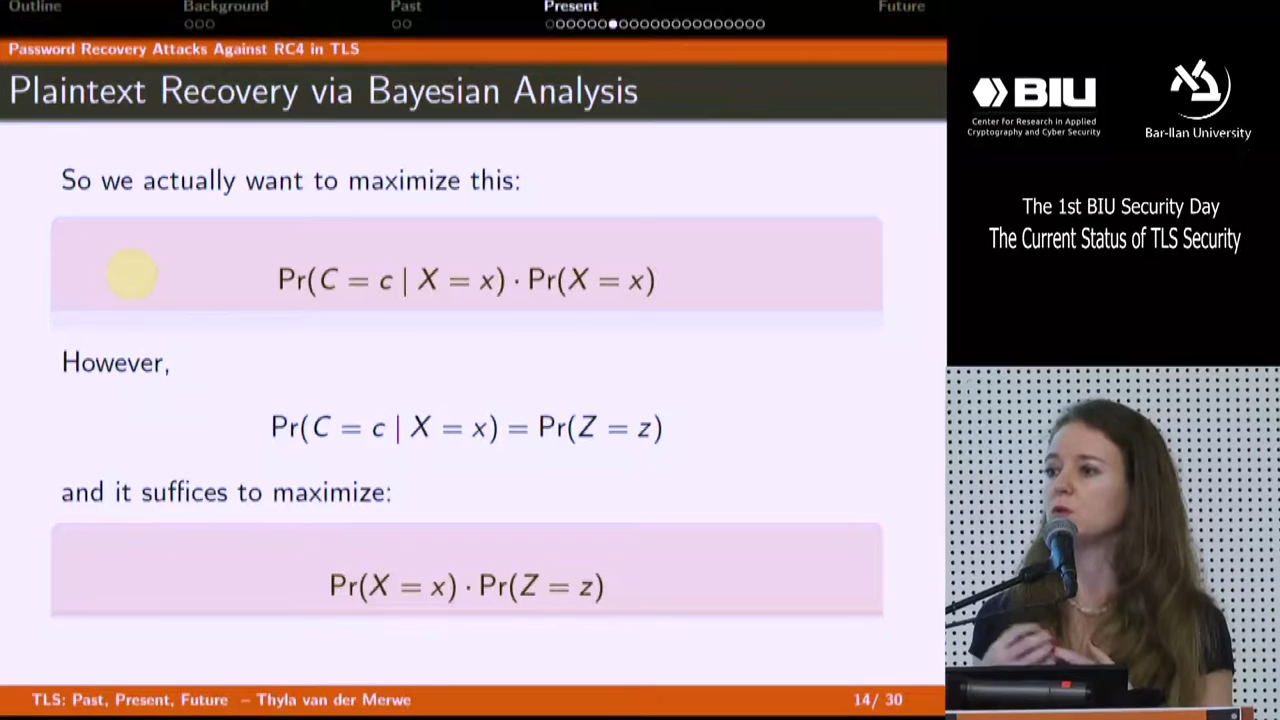 Outline Background Past Present Future
Password Recovery Attacks Against RC4 in TLS
Plaintext Recovery via Bayesian Analysis
So we actually want to maximize this:
Pr(C = c | X = x) · Pr(X = x)
However,
Pr(C = c | X = x) = Pr(Z = z)
and it suffices to maximize:
Pr(X = x) · Pr(Z = z)
TLS: Past, Present, Future – Thyla van der Merwe 14/ 30
BIU
Center for Research in Applied
Cryptography and Cyber Security
Bar-Ilan University
The 1st BIU Security Day
The Current Status of TLS Security